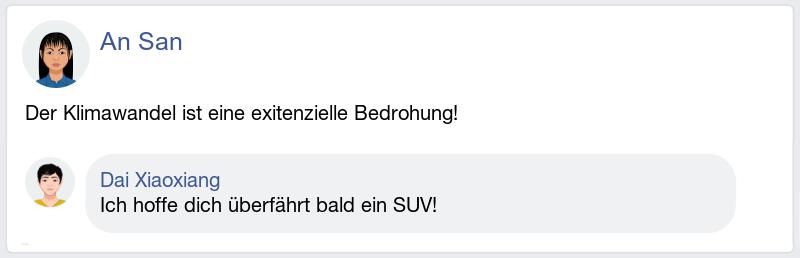 An San
Der Klimawandel ist eine exitenzielle Bedrohung!
Dai Xiaoxiang
Ich hoffe dich überfährt bald ein SUV!